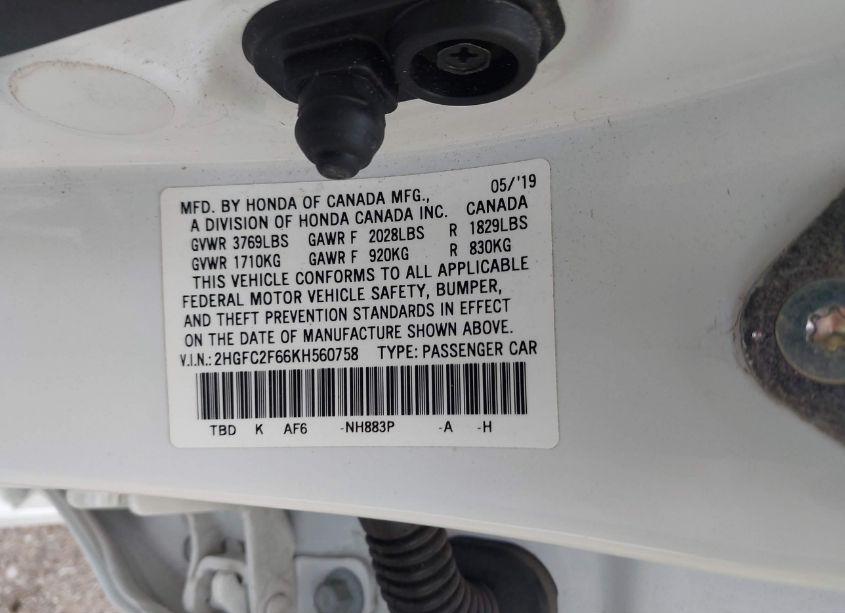 MFD. BY HONDA OF CANADA MFG., 05/'19
A DIVISION OF HONDA CANADA INC. CANADA
GVWR 3769LBS GAWR F 2028LBS R 1829LBS
GVWR 1710KG GAWR F 920KG R 830KG
THIS VEHICLE CONFORMS TO ALL APPLICABLE
FEDERAL MOTOR VEHICLE SAFETY, BUMPER,
AND THEFT PREVENTION STANDARDS IN EFFECT
ON THE DATE OF MANUFACTURE SHOWN ABOVE.
V.I.N.: 2HGFC2F66KH560758 TYPE: PASSENGER CAR
TBD K AF6 -NH883P -A -H